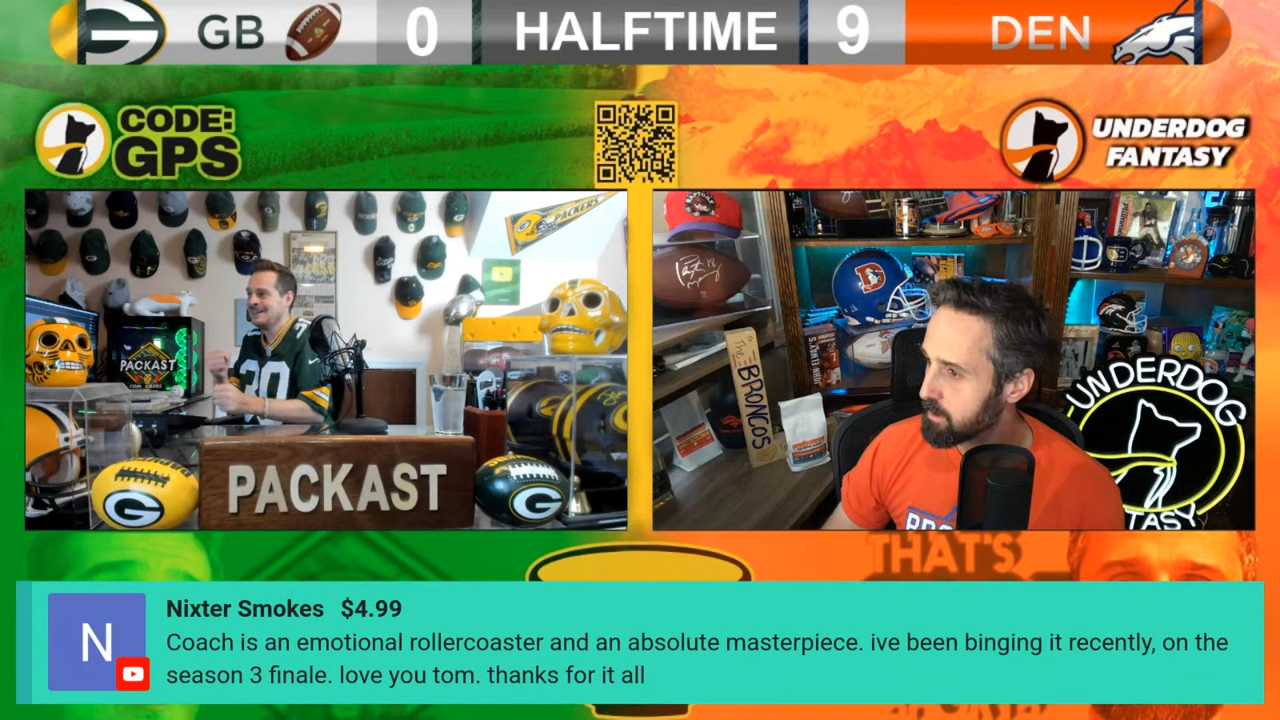 GB
0
HALFTIME
9
DEN
CODE:
GPS
UNDERDOG
FANTASY
PACKERS
PACKAST
THE
BRONCOS
PACKAST
UNDERDOG
THAT'S
Nixter Smokes $4.99
N
Coach is an emotional rollercoaster and an absolute masterpiece. ive been binging it recently, on the
season 3 finale. love you tom. thanks for it all